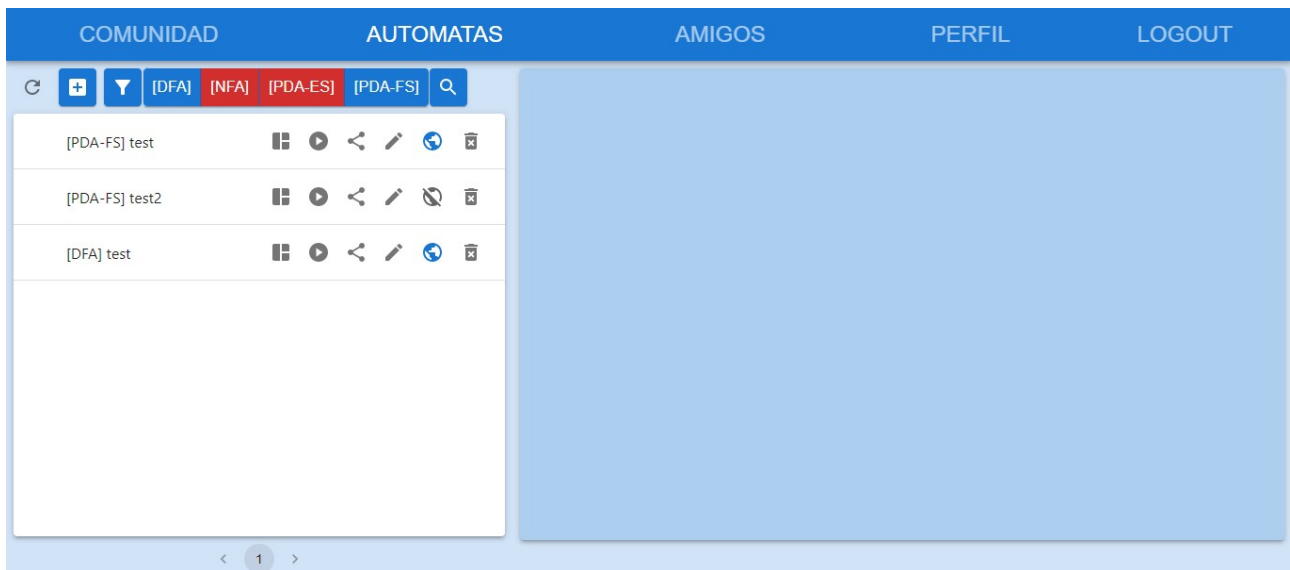 COMUNIDAD AUTOMATAS AMIGOS PERFIL LOGOUT
[DFA] [NFA] [PDA-ES] [PDA-FS]
[PDA-FS] test
[PDA-FS] test2
[DFA] test
1